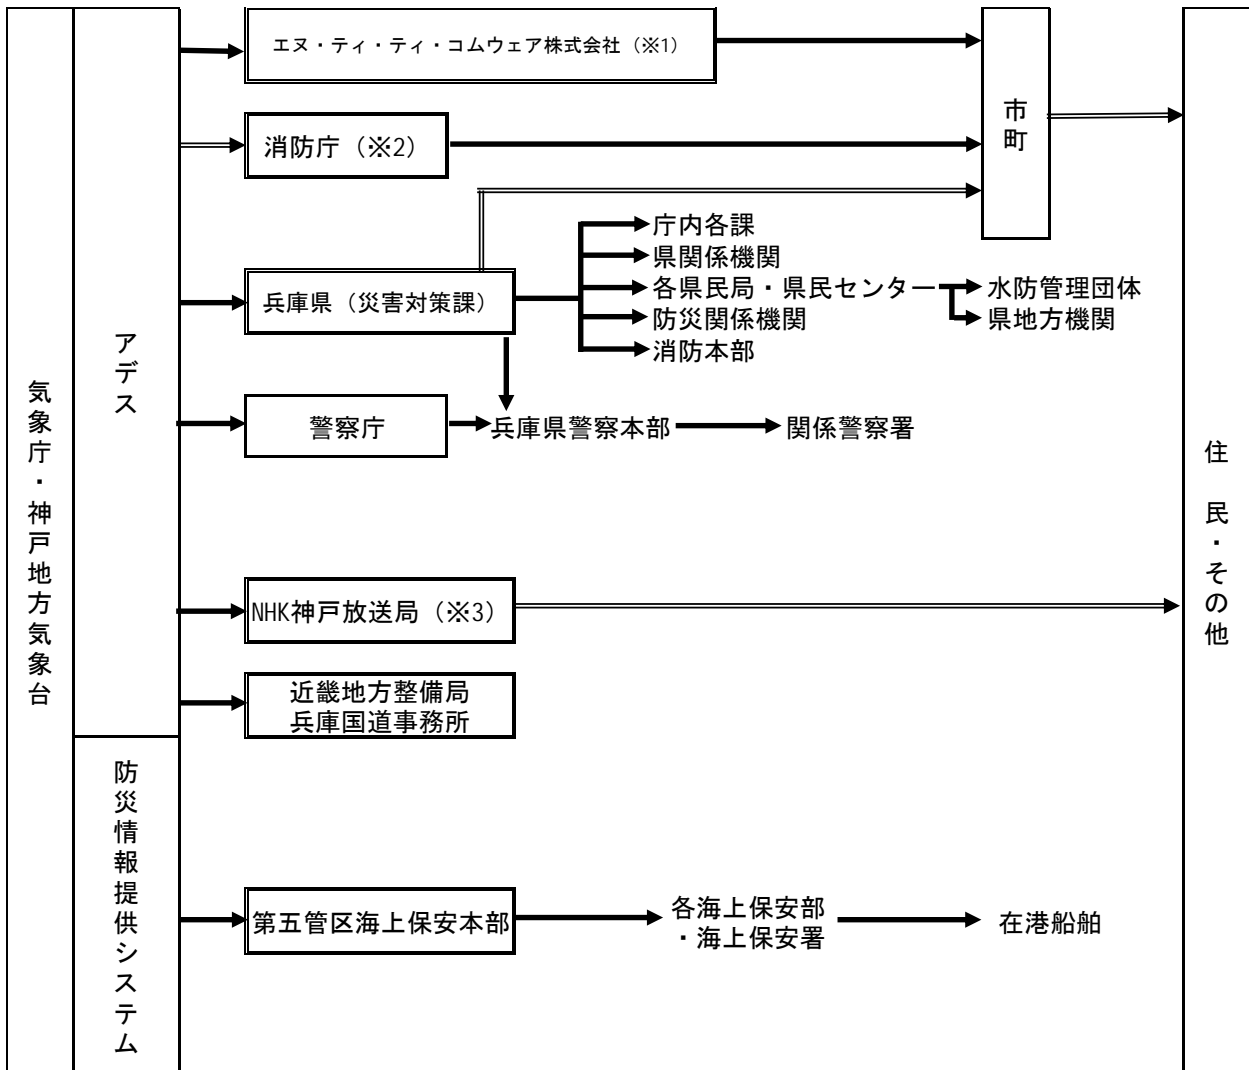 気象庁・神戸地方気象台
アデス
防災情報提供システム
エヌ・ティ・ティ・コムウェア株式会社（※1）
消防庁（※2）
市町
兵庫県（災害対策課）
庁内各課
県関係機関
各県民局・県民センター
防災関係機関
消防本部
水防管理団体
県地方機関
警察庁
兵庫県警察本部
関係警察署
NHK神戸放送局（※3）
近畿地方整備局
兵庫国道事務所
第五管区海上保安本部
各海上保安部
・海上保安署
在港船舶
住民・その他